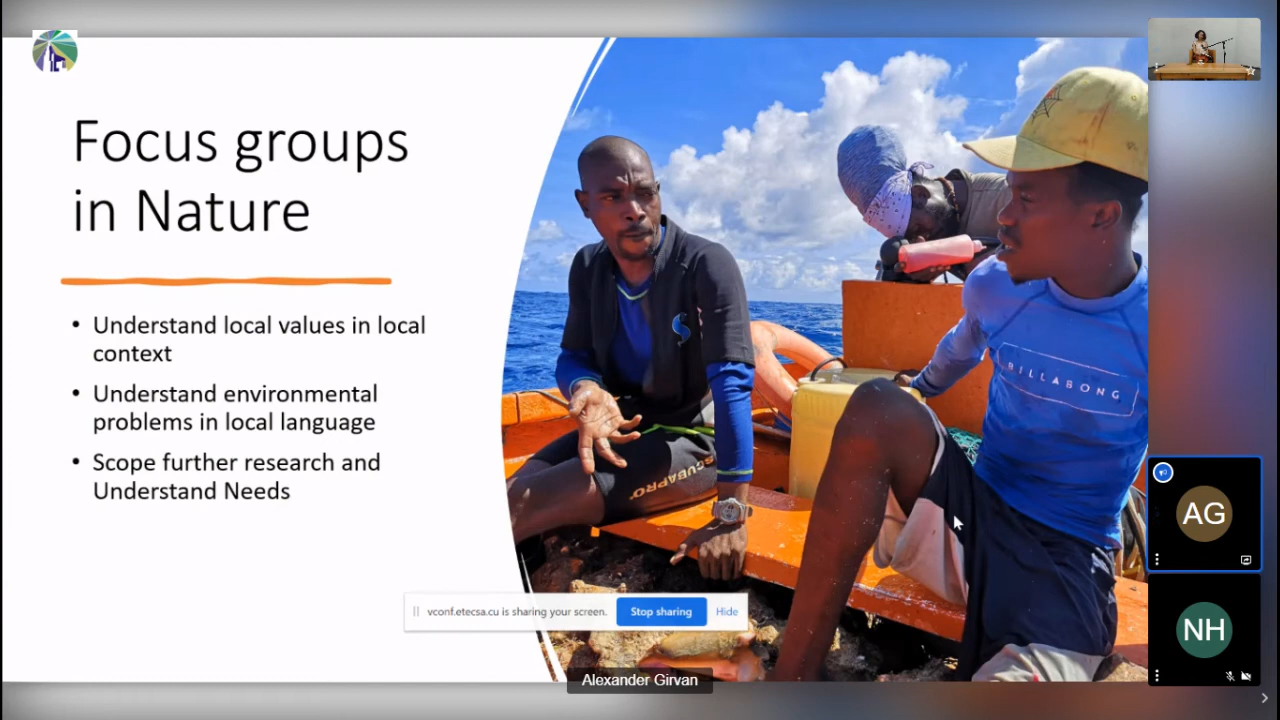 Focus groups
in Nature
• Understand local values in local
context
• Understand environmental
problems in local language
• Scope further research and
Understand Needs
BILLABONG
SCUBAPRO
vconf.etecsa.cu is sharing your screen.
Stop sharing
Hide
Alexander Girvan
AG
NH